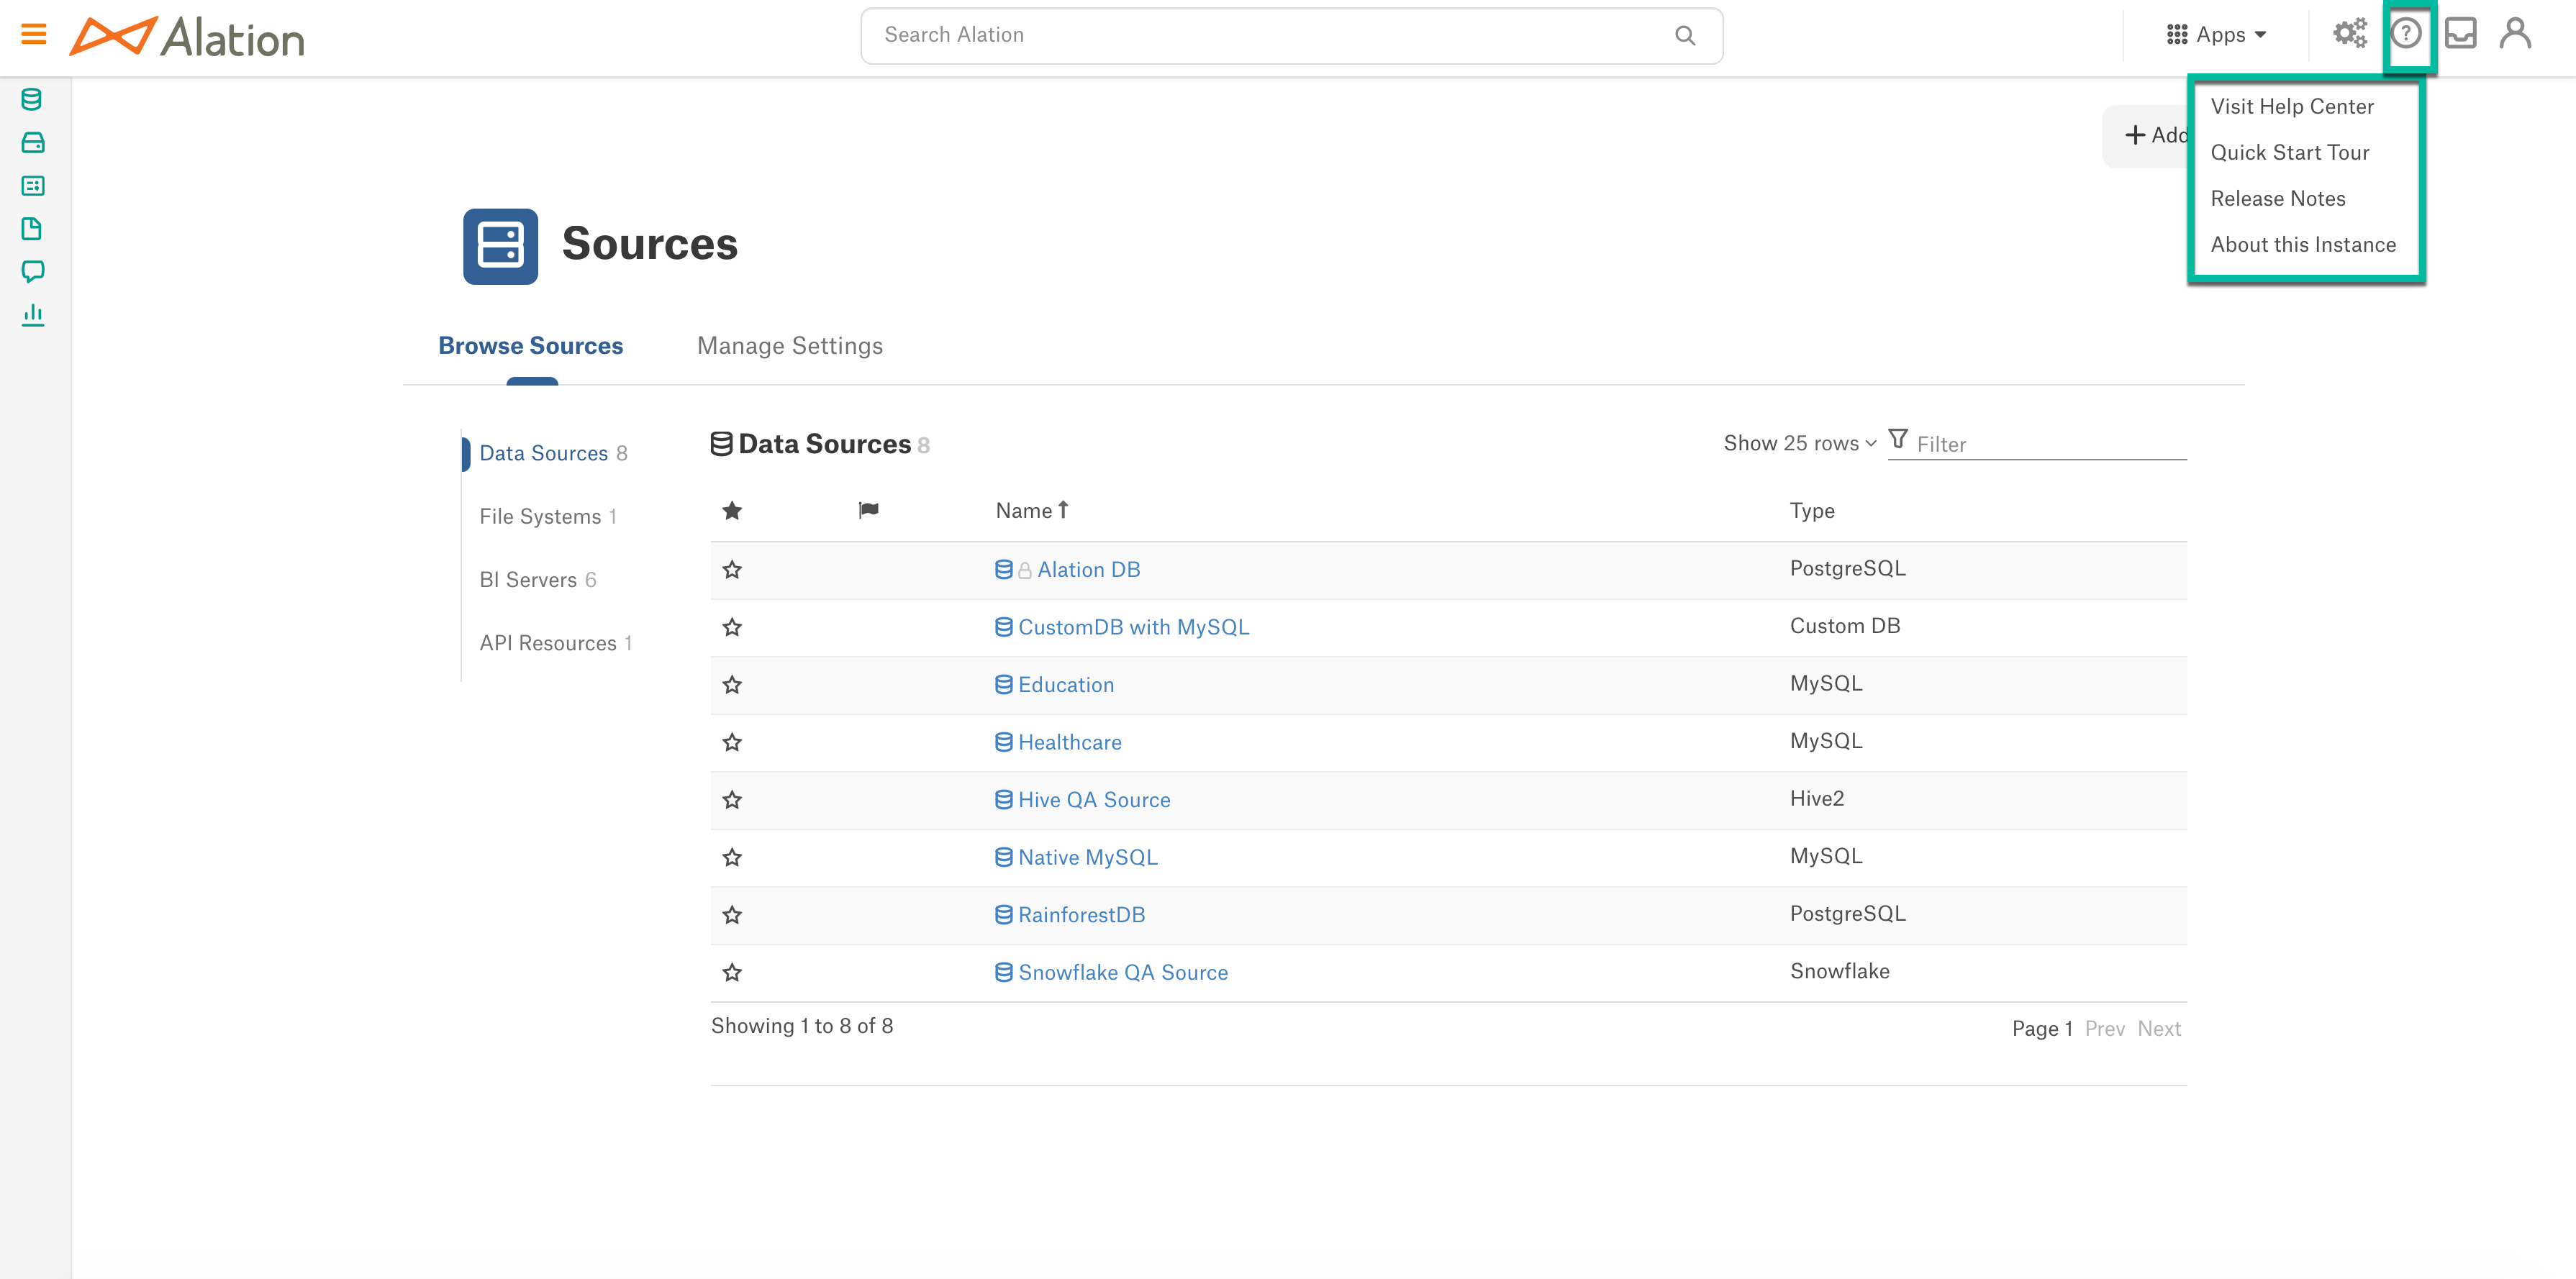 Alation
Search Alation
Apps
?
Visit Help Center
Quick Start Tour
Release Notes
About this Instance
+ Add
Sources
Browse Sources
Manage Settings
Data Sources 8
File Systems 1
BI Servers 6
API Resources 1
Data Sources 8
Show 25 rows
Filter
Name Type
Alation DB PostgreSQL
CustomDB with MySQL Custom DB
Education MySQL
Healthcare MySQL
Hive QA Source Hive2
Native MySQL MySQL
RainforestDB PostgreSQL
Snowflake QA Source Snowflake
Showing 1 to 8 of 8
Page 1 Prev Next